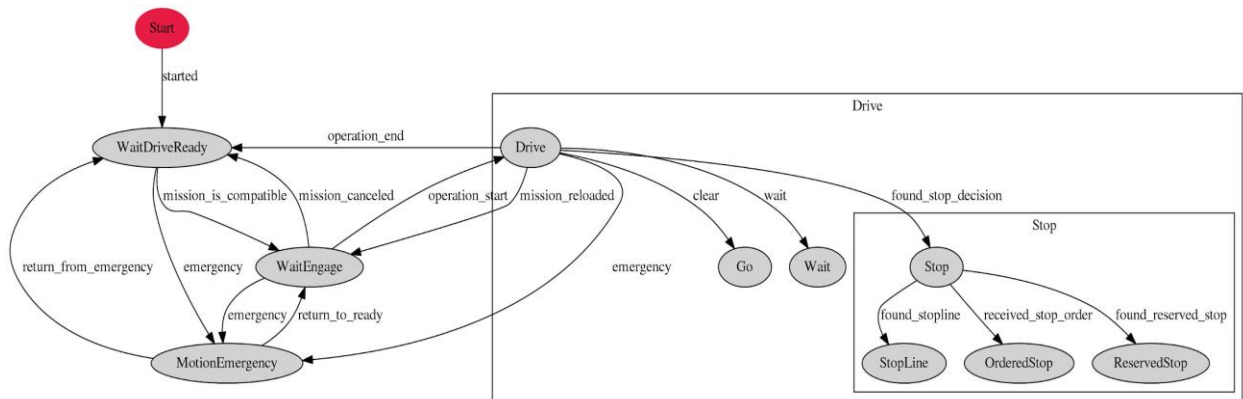 Start
started
Drive
operation_end
WaitDriveReady
Drive
mission_is_compatible
mission_canceled
operation_start
mission_reloaded
clear
wait
found_stop_decision
Stop
return_from_emergency
emergency
WaitEngage
emergency
Go
Wait
Stop
emergency
return_to_ready
found_stopline
received_stop_order
found_reserved_stop
MotionEmergency
StopLine
OrderedStop
ReservedStop